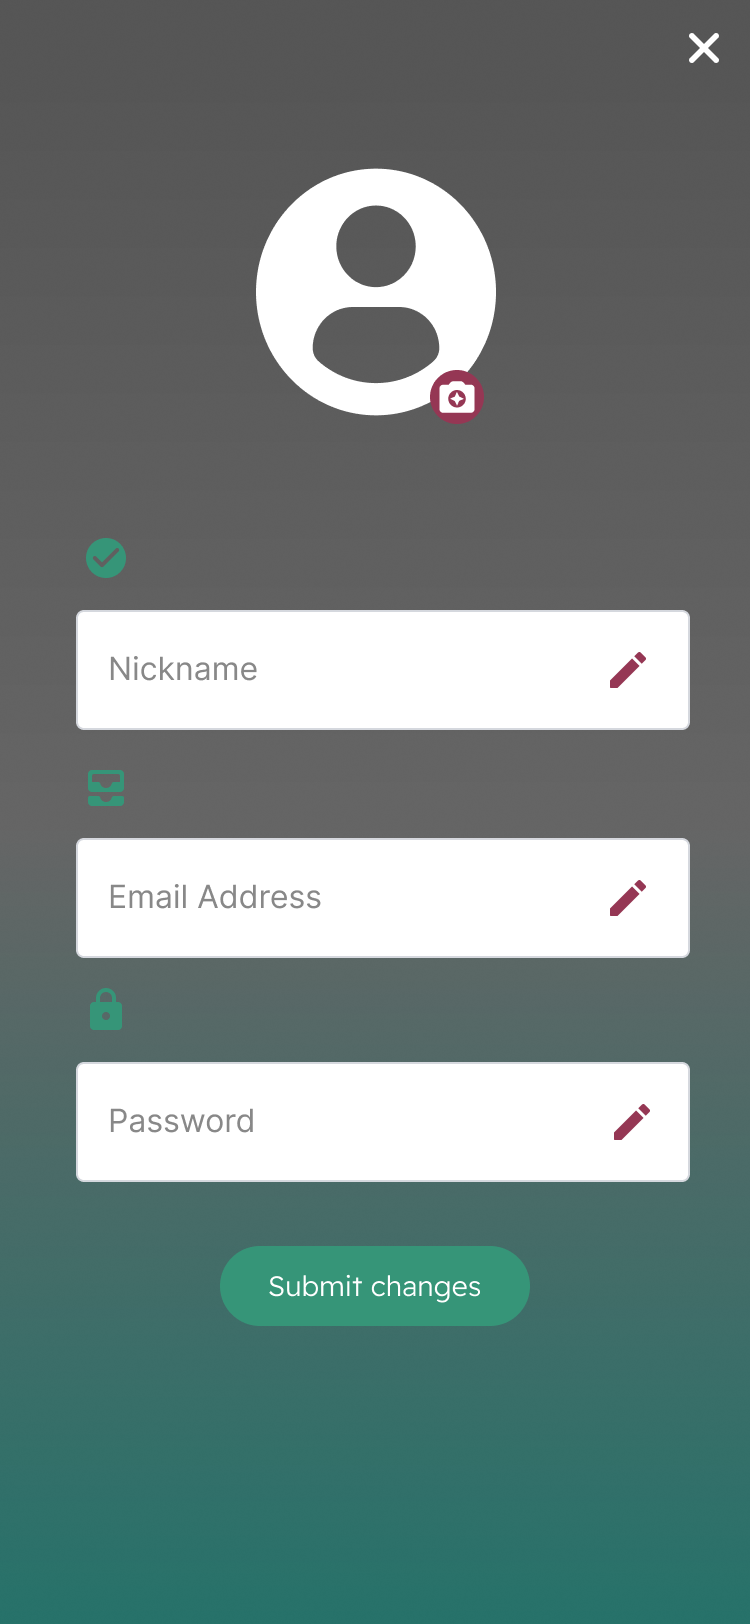 Nickname
Email Address
Password
Submit changes